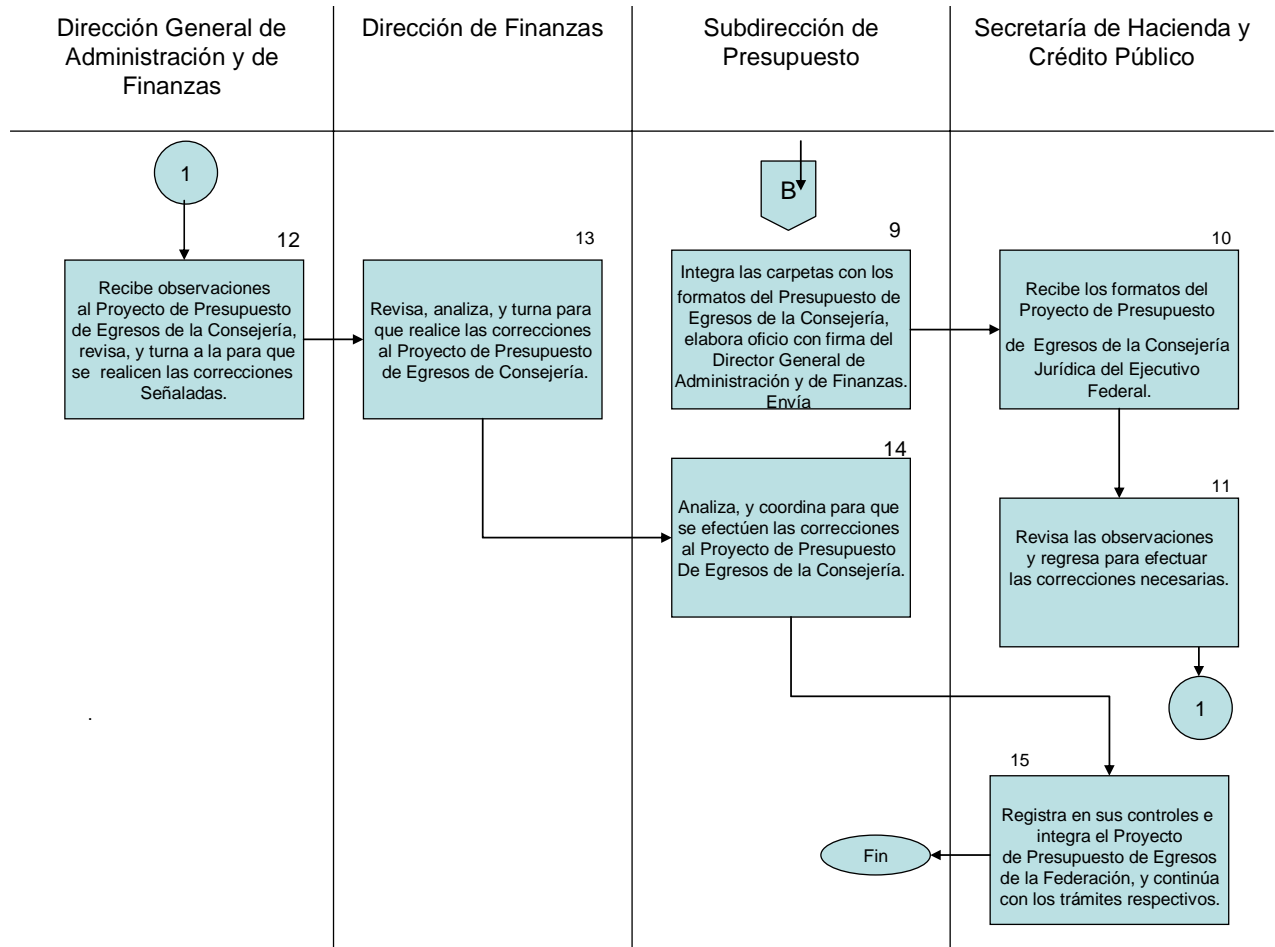 Dirección General de
Administración y de
Finanzas
Dirección de Finanzas
Subdirección de
Presupuesto
Secretaría de Hacienda y
Crédito Público
1
12
Recibe observaciones
al Proyecto de Presupuesto
de Egresos de la Consejería,
revisa, y turna a la para que
se realicen las correcciones
Señaladas.
13
Revisa, analiza, y turna para
que realice las correcciones
al Proyecto de Presupuesto
de Egresos de Consejería.
B
9
Integra las carpetas con los
formatos del Presupuesto de
Egresos de la Consejería,
elabora oficio con firma del
Director General de
Administración y de Finanzas.
Envía
10
Recibe los formatos del
Proyecto de Presupuesto
de Egresos de la Consejería
Jurídica del Ejecutivo
Federal.
14
Analiza, y coordina para que
se efectúen las correcciones
al Proyecto de Presupuesto
De Egresos de la Consejería.
11
Revisa las observaciones
y regresa para efectuar
las correcciones necesarias.
1
.
15
Registra en sus controles e
integra el Proyecto
de Presupuesto de Egresos
de la Federación, y continúa
con los trámites respectivos.
Fin